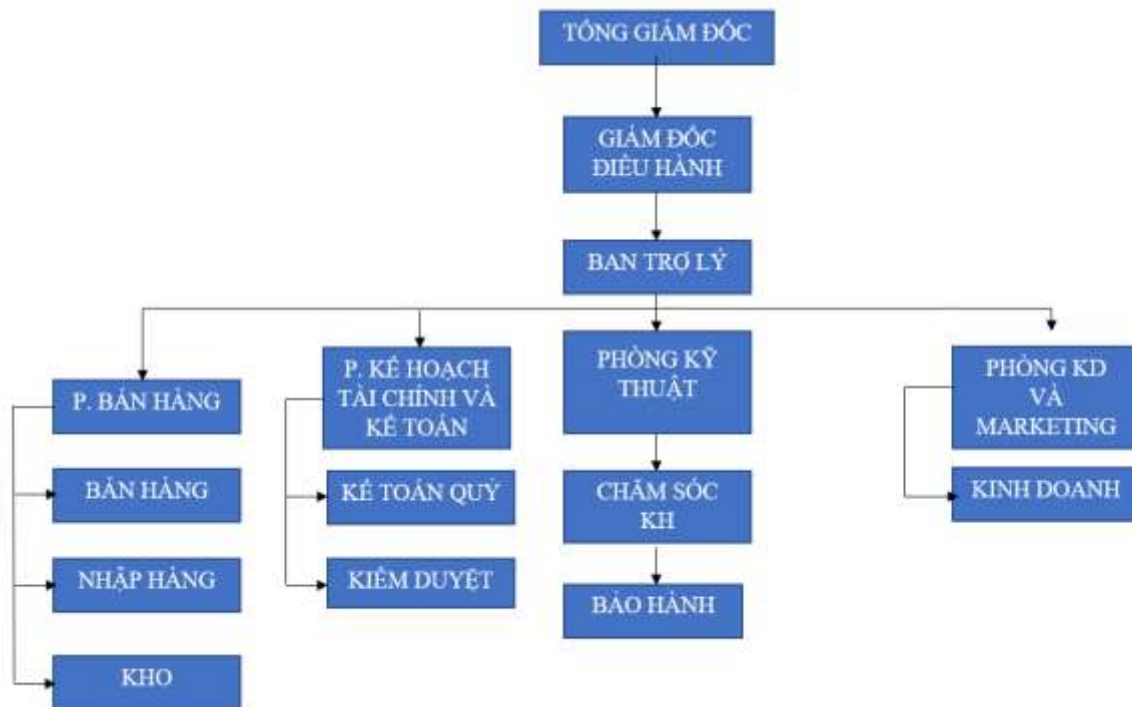 TỔNG GIÁM ĐỐC
GIÁM ĐỐC
ĐIỀU HÀNH
BAN TRỢ LÝ
P. BÁN HÀNG
BÁN HÀNG
NHẬP HÀNG
KHO
P. KẾ HOẠCH
TÀI CHÍNH VÀ
KẾ TOÁN
KẾ TOÁN QUỸ
KIỂM DUYỆT
PHÒNG KỸ
THUẬT
CHĂM SÓC
KH
BẢO HÀNH
PHÒNG KD
VÀ
MARKETING
KINH DOANH